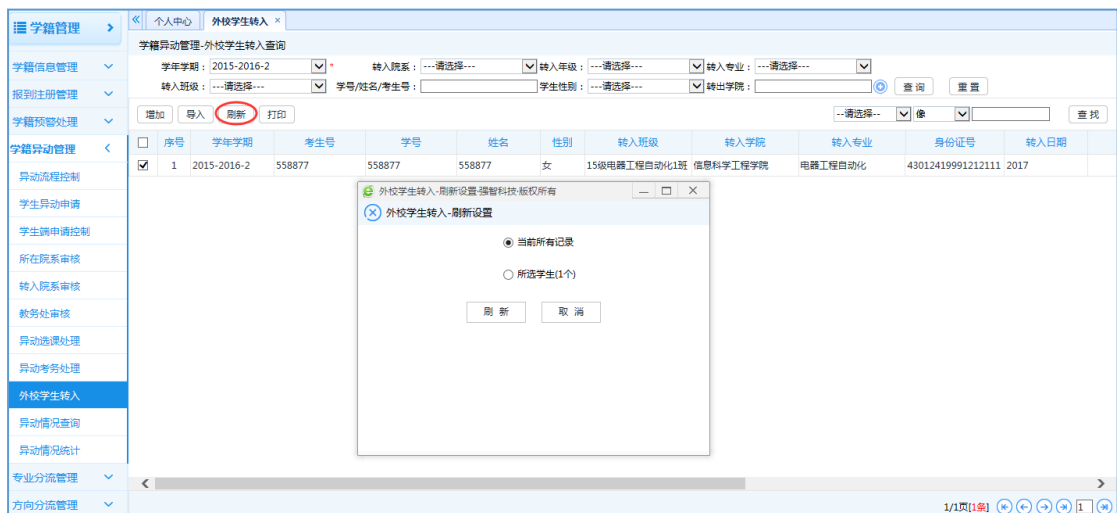 学籍管理
个人中心 外校学生转入 ×
学籍异动管理-外校学生转入查询
学籍信息管理
学年学期： 2015-2016-2 * 转入院系： ---请选择--- 转入年级： ---请选择--- 转入专业： ---请选择---
转入班级： ---请选择--- 学号/姓名/考生号： 学生性别： ---请选择--- 转出学院： 查 询 重 置
报到注册管理
增加 导入 刷新 打印 --请选择-- 像 查 找
学籍预警处理
序号 学年学期 考生号 学号 姓名 性别 转入班级 转入学院 转入专业 身份证号 转入日期
学籍异动管理
1 2015-2016-2 558877 558877 558877 女 15级电器工程自动化1班 信息科学工程学院 电器工程自动化 43012419991212111 2017
异动流程控制
学生异动申请
学生端申请控制
所在院系审核
转入院系审核
教务处审核
异动选课处理
异动考务处理
外校学生转入
异动情况查询
异动情况统计
专业分流管理
方向分流管理
外校学生转入-刷新设置-强智科技-版权所有
外校学生转入-刷新设置
当前所有记录
所选学生(1个)
刷 新 取 消
1/1页[1条] 1